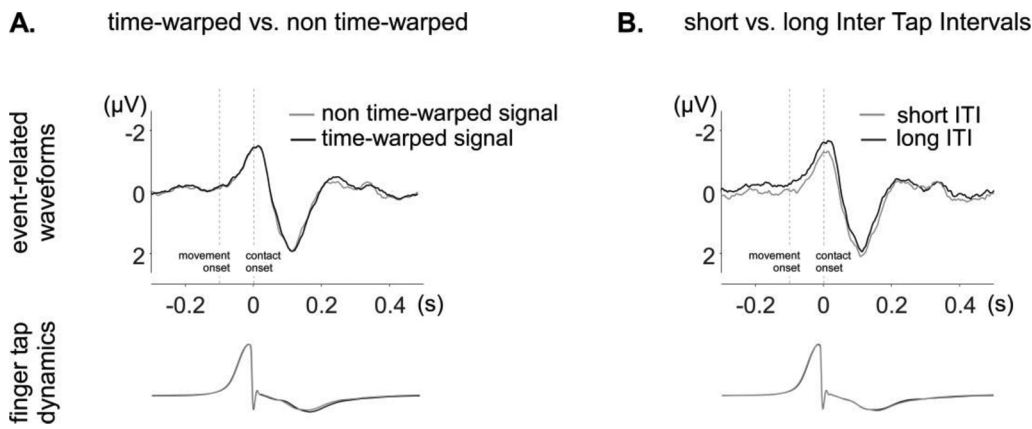 A. time-warped vs. non time-warped
B. short vs. long Inter Tap Intervals
event-related
waveforms
(µV)
-2
0
2
non time-warped signal
time-warped signal
movement
onset
contact
onset
-0.2 0 0.2 0.4 (s)
(µV)
-2
0
2
short ITI
long ITI
movement
onset
contact
onset
-0.2 0 0.2 0.4 (s)
finger tap
dynamics